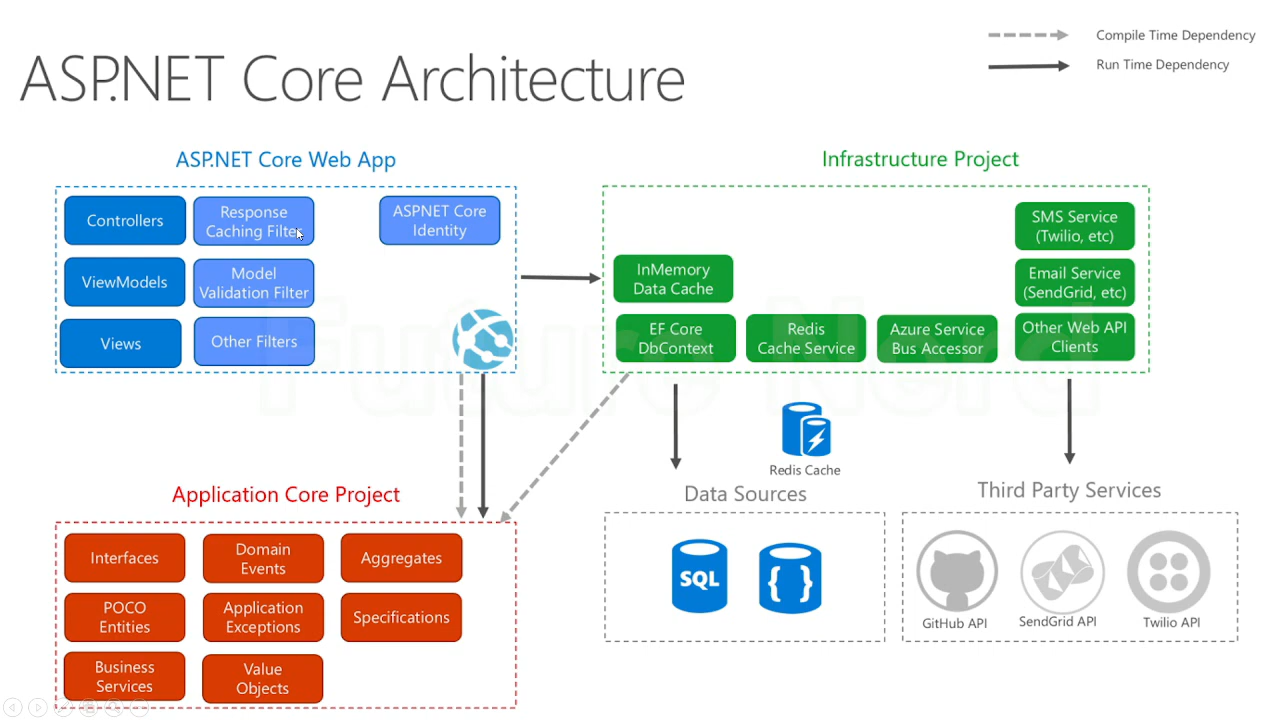 Compile Time Dependency
Run Time Dependency
ASP.NET Core Architecture
ASP.NET Core Web App
Controllers
Response
Caching Filter
ASPNET Core
Identity
ViewModels
Model
Validation Filter
Views
Other Filters
Infrastructure Project
SMS Service
(Twilio, etc)
InMemory
Data Cache
Email Service
(SendGrid, etc)
EF Core
DbContext
Redis
Cache Service
Azure Service
Bus Accessor
Other Web API
Clients
Future Nerd
Redis Cache
Application Core Project
Interfaces
Domain
Events
Aggregates
POCO
Entities
Application
Exceptions
Specifications
Business
Services
Value
Objects
Data Sources
SQL
{ }
Third Party Services
GitHub API
SendGrid API
Twilio API